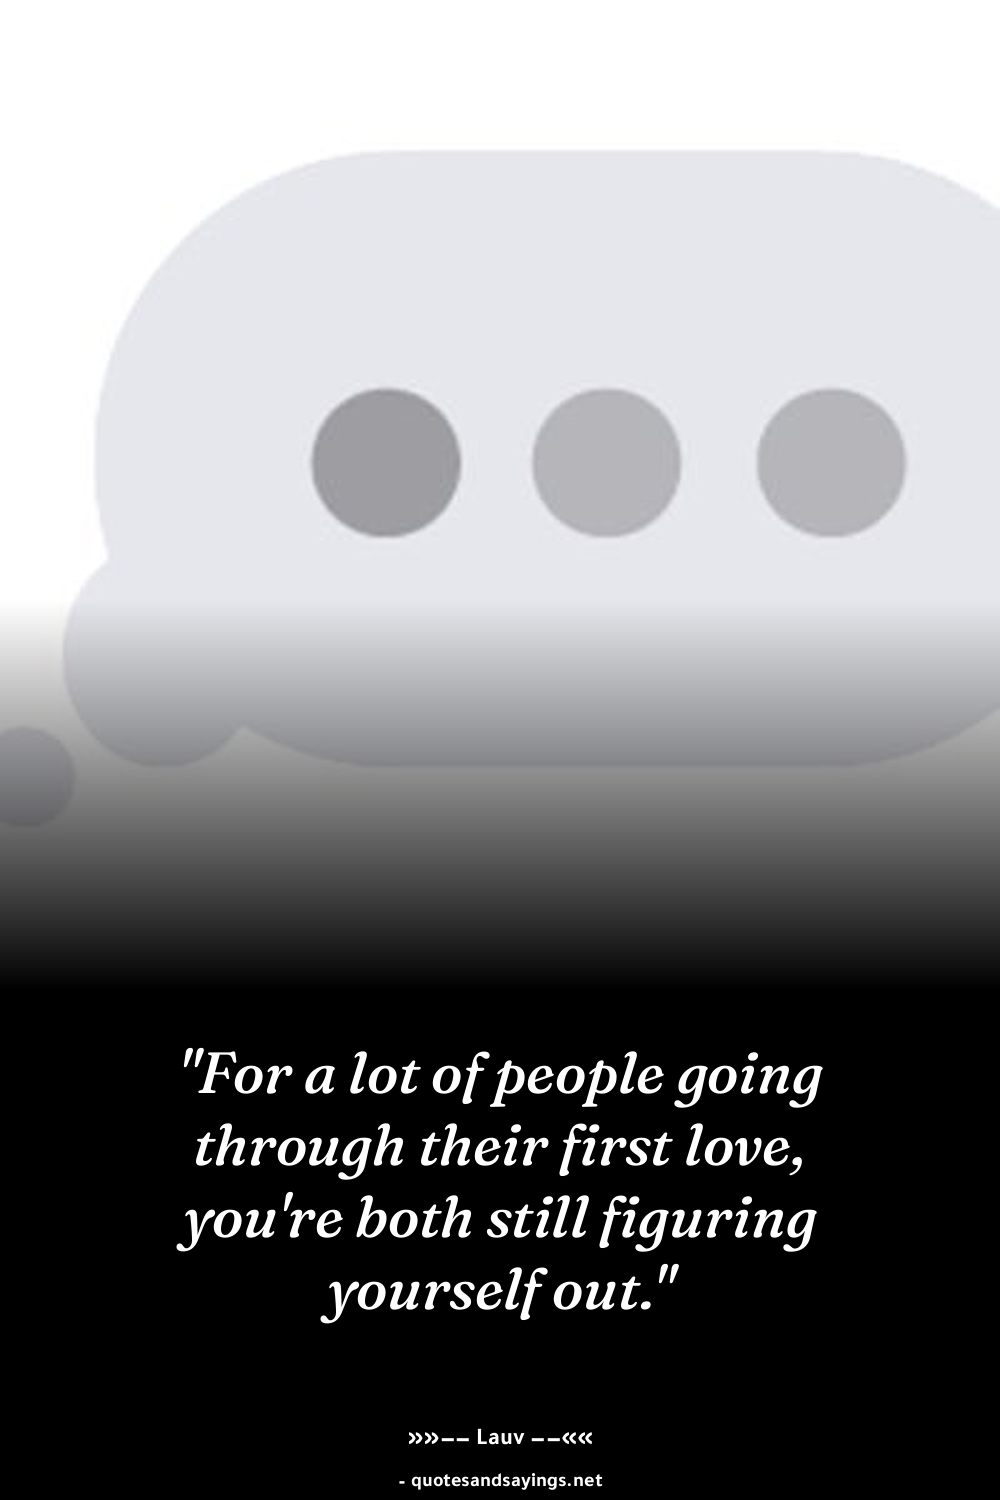 "For a lot of people going
through their first love,
you're both still figuring
yourself out."
»»−− Lauv −−««
- quotesandsayings.net